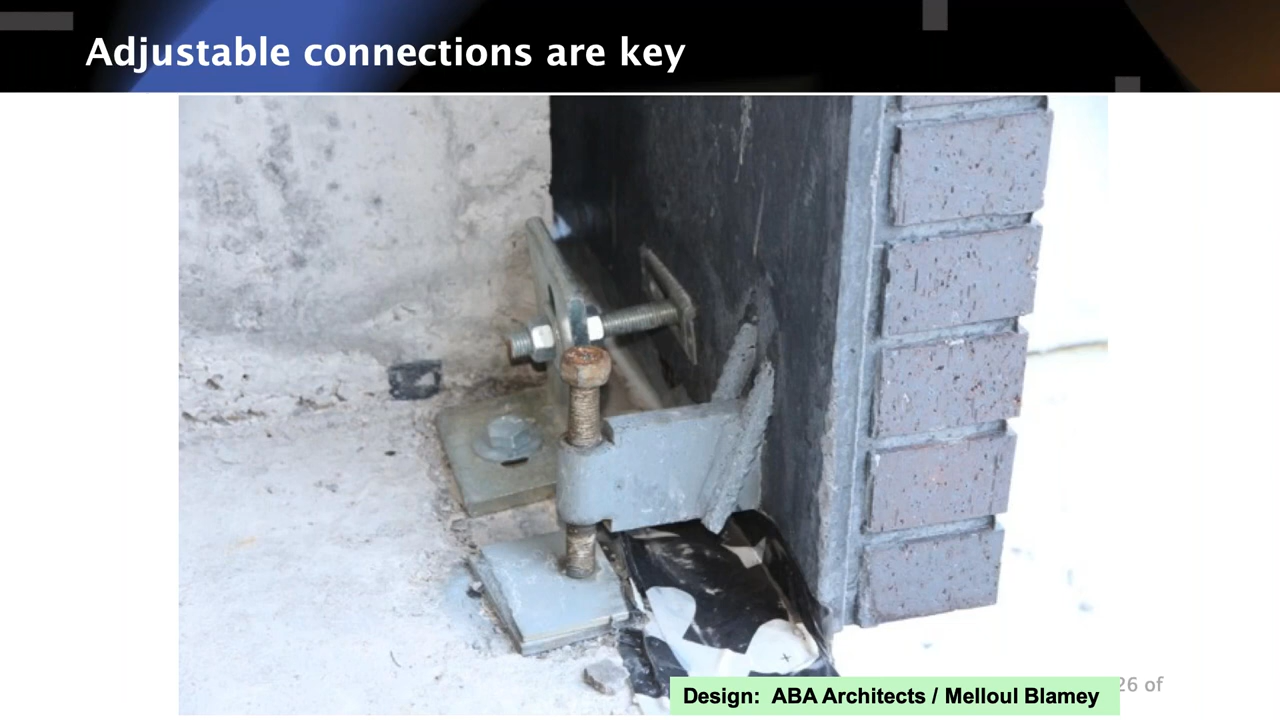 Adjustable connections are key
26 of
Design:  ABA Architects / Melloul Blamey